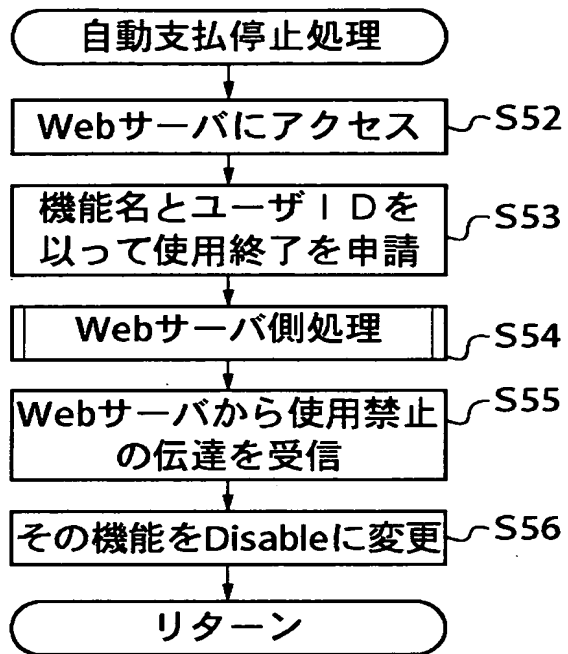 自動支払停止処理
Webサーバにアクセス
S52
機能名とユーザIDを
以って使用終了を申請
S53
Webサーバ側処理
S54
Webサーバから使用禁止
の伝達を受信
S55
その機能をDisableに変更
S56
リターン